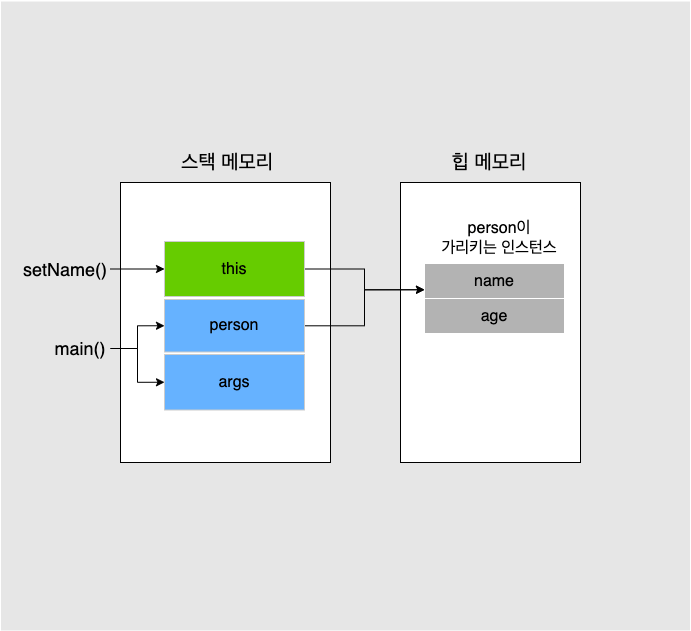 스택 메모리
힙 메모리
setName()
main()
this
person
args
person이
가리키는 인스턴스
name
age